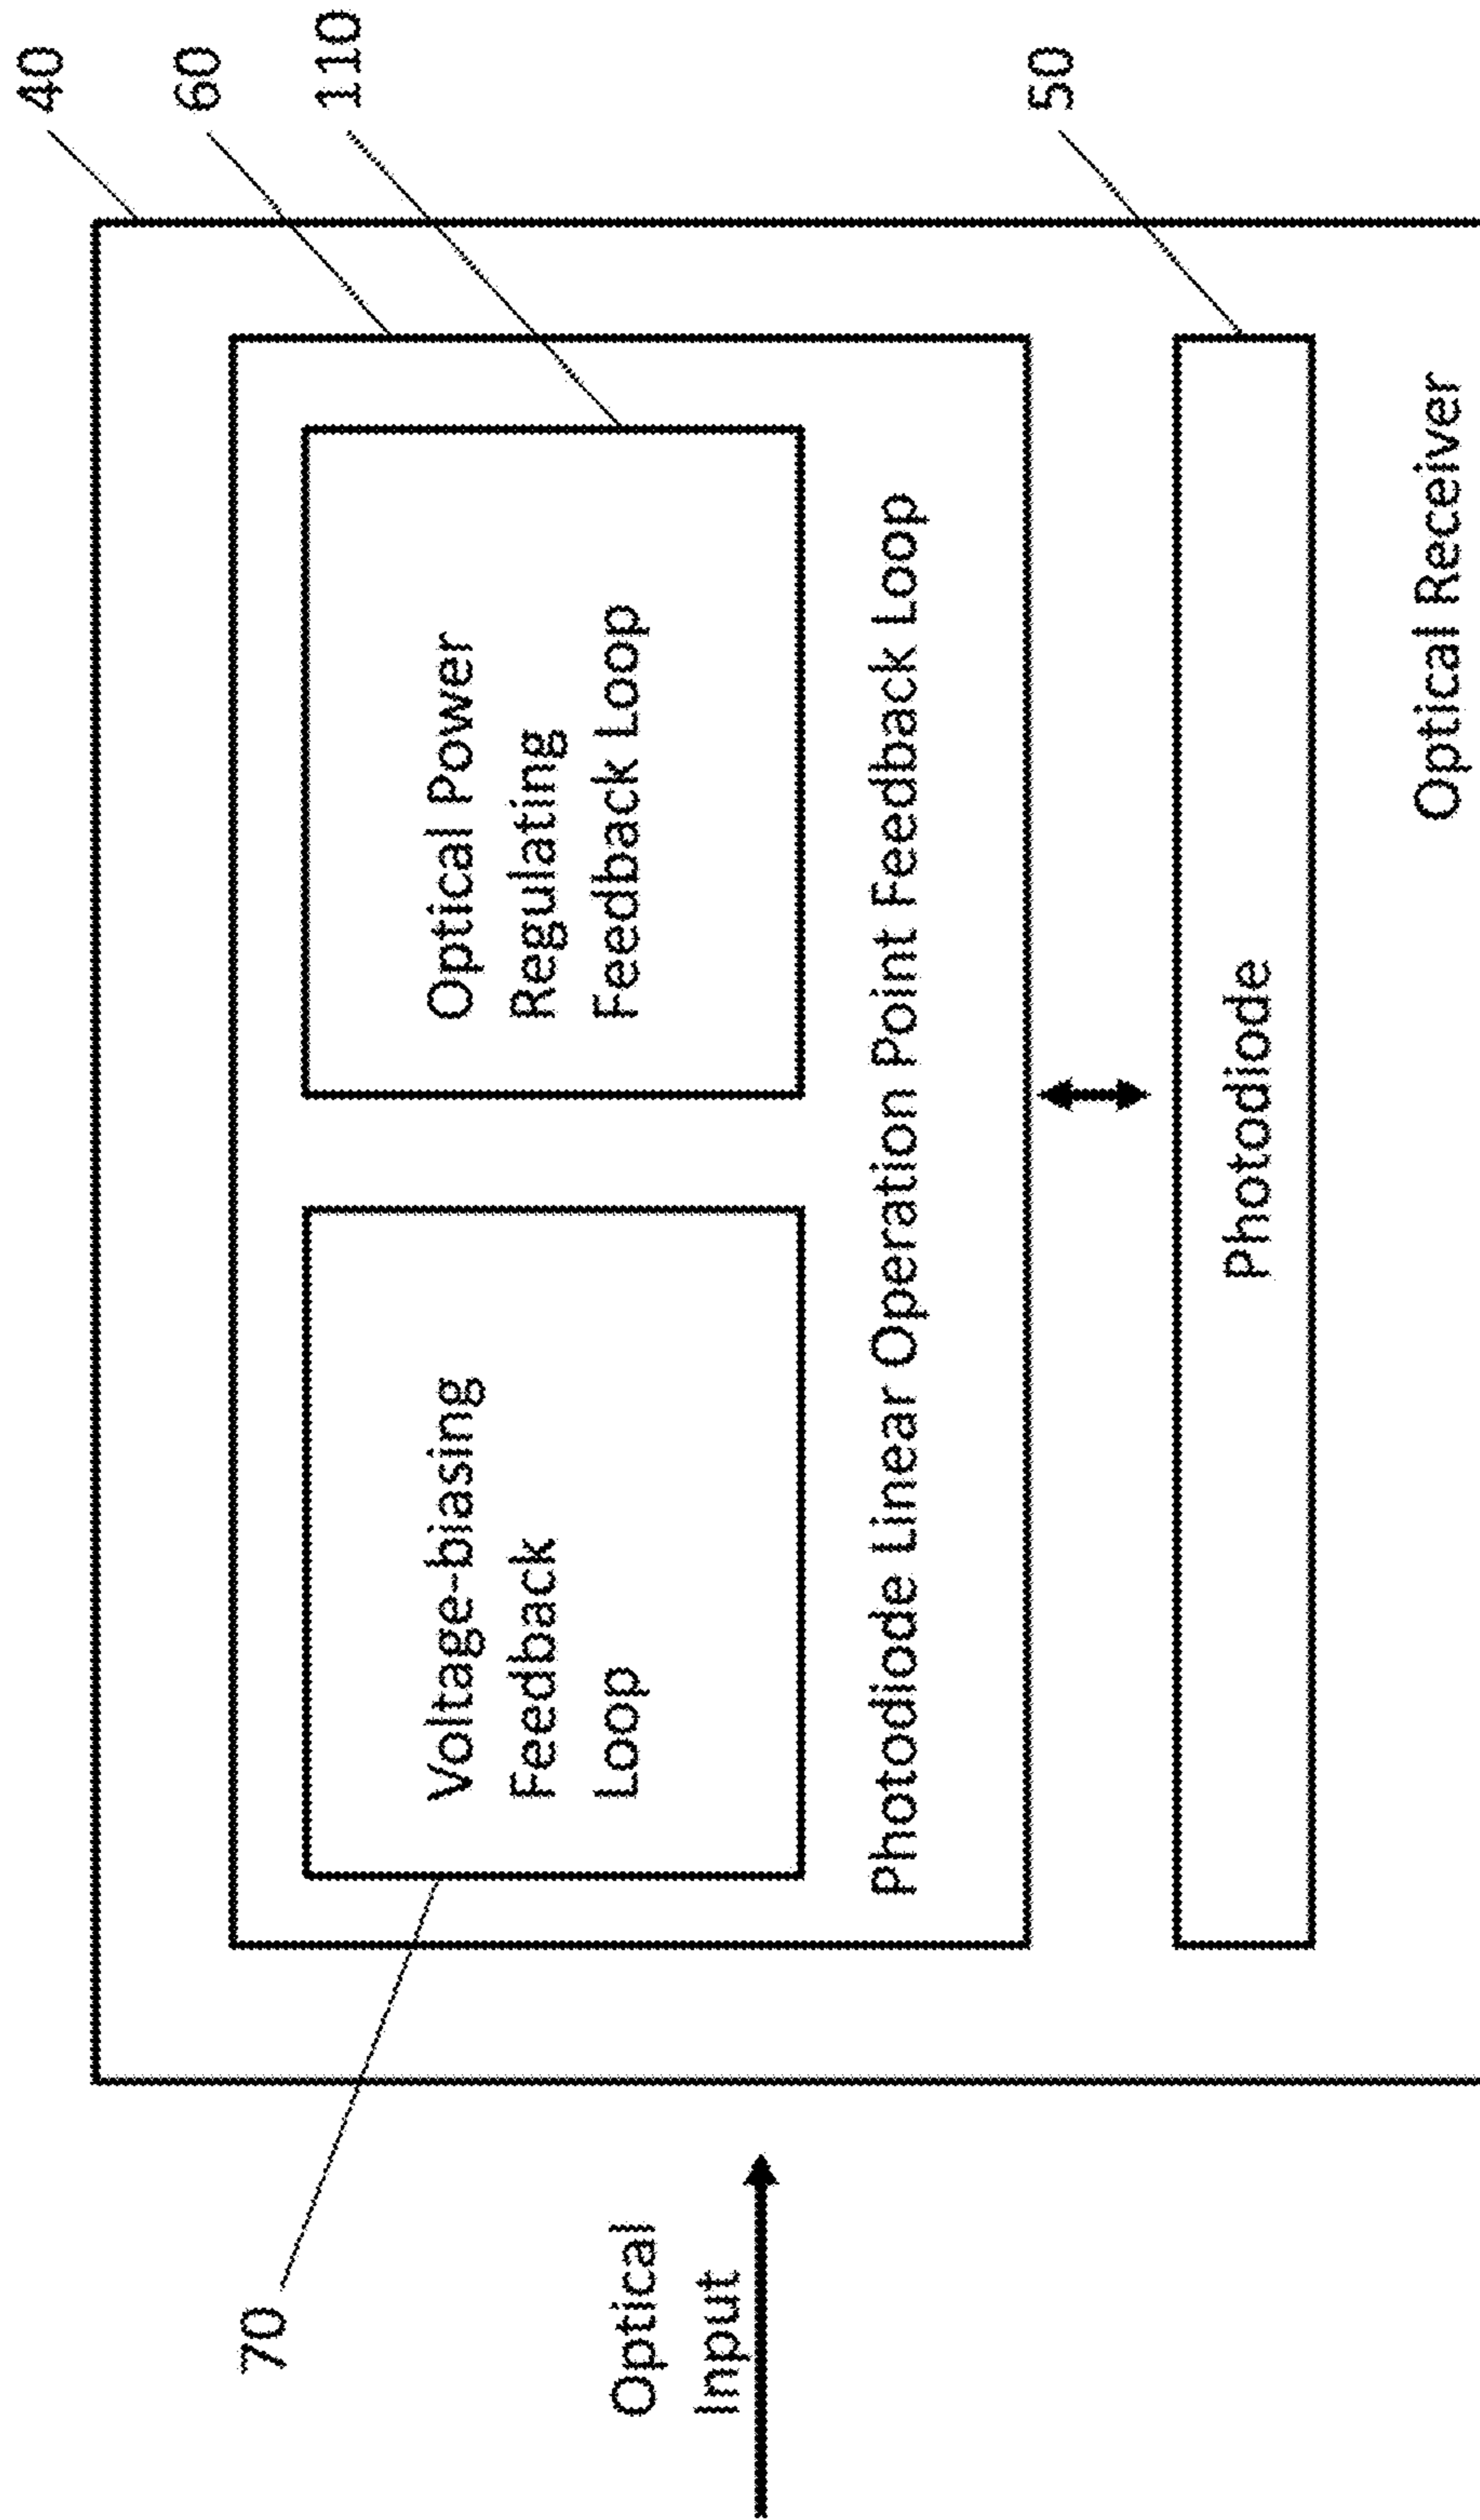 40
60
110
70
Voltage-biasing
Feedback
Loop
Optical Power
Regulating
Feedback Loop
Optical
Input
Photodiode Linear Operation Point Feedback Loop
50
Photodiode
Optical Receiver